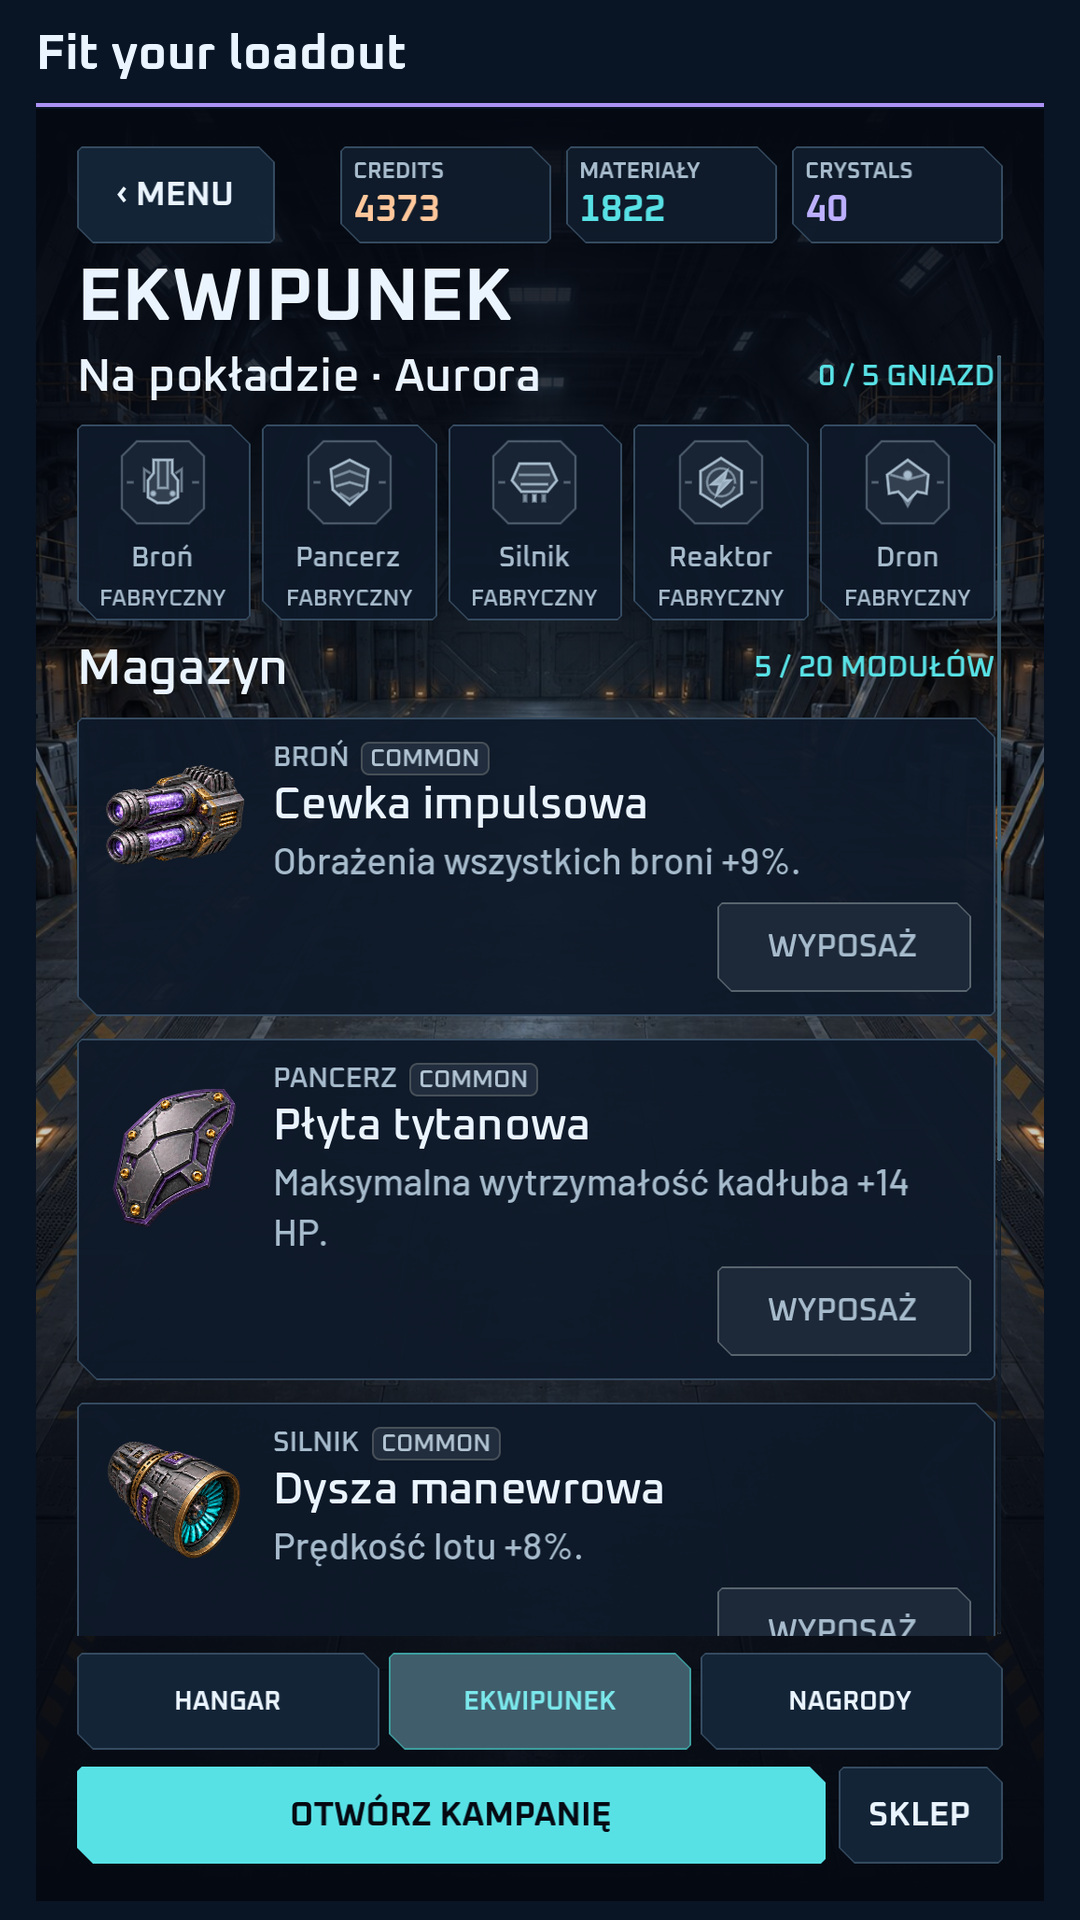 Fit your loadout
‹ MENU
CREDITS
4373
MATERIAŁY
1822
CRYSTALS
40
EKWIPUNEK
Na pokładzie · Aurora
0 / 5 GNIAZD
Broń
FABRYCZNY
Pancerz
FABRYCZNY
Silnik
FABRYCZNY
Reaktor
FABRYCZNY
Dron
FABRYCZNY
Magazyn
5 / 20 MODUŁÓW
BROŃ COMMON
Cewka impulsowa
Obrażenia wszystkich broni +9%.
WYPOSAŻ
PANCERZ COMMON
Płyta tytanowa
Maksymalna wytrzymałość kadłuba +14
HP.
WYPOSAŻ
SILNIK COMMON
Dysza manewrowa
Prędkość lotu +8%.
WYPOSAŻ
HANGAR
EKWIPUNEK
NAGRODY
OTWÓRZ KAMPANIĘ
SKLEP